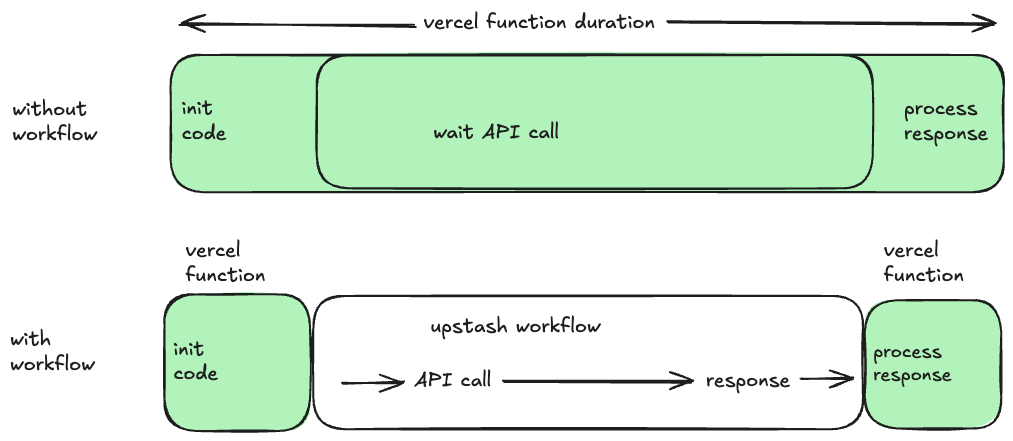 vercel function duration
without
workflow
init
code
wait API call
process
response
vercel
function
vercel
function
with
workflow
init
code
upstash workflow
API call
response
process
response